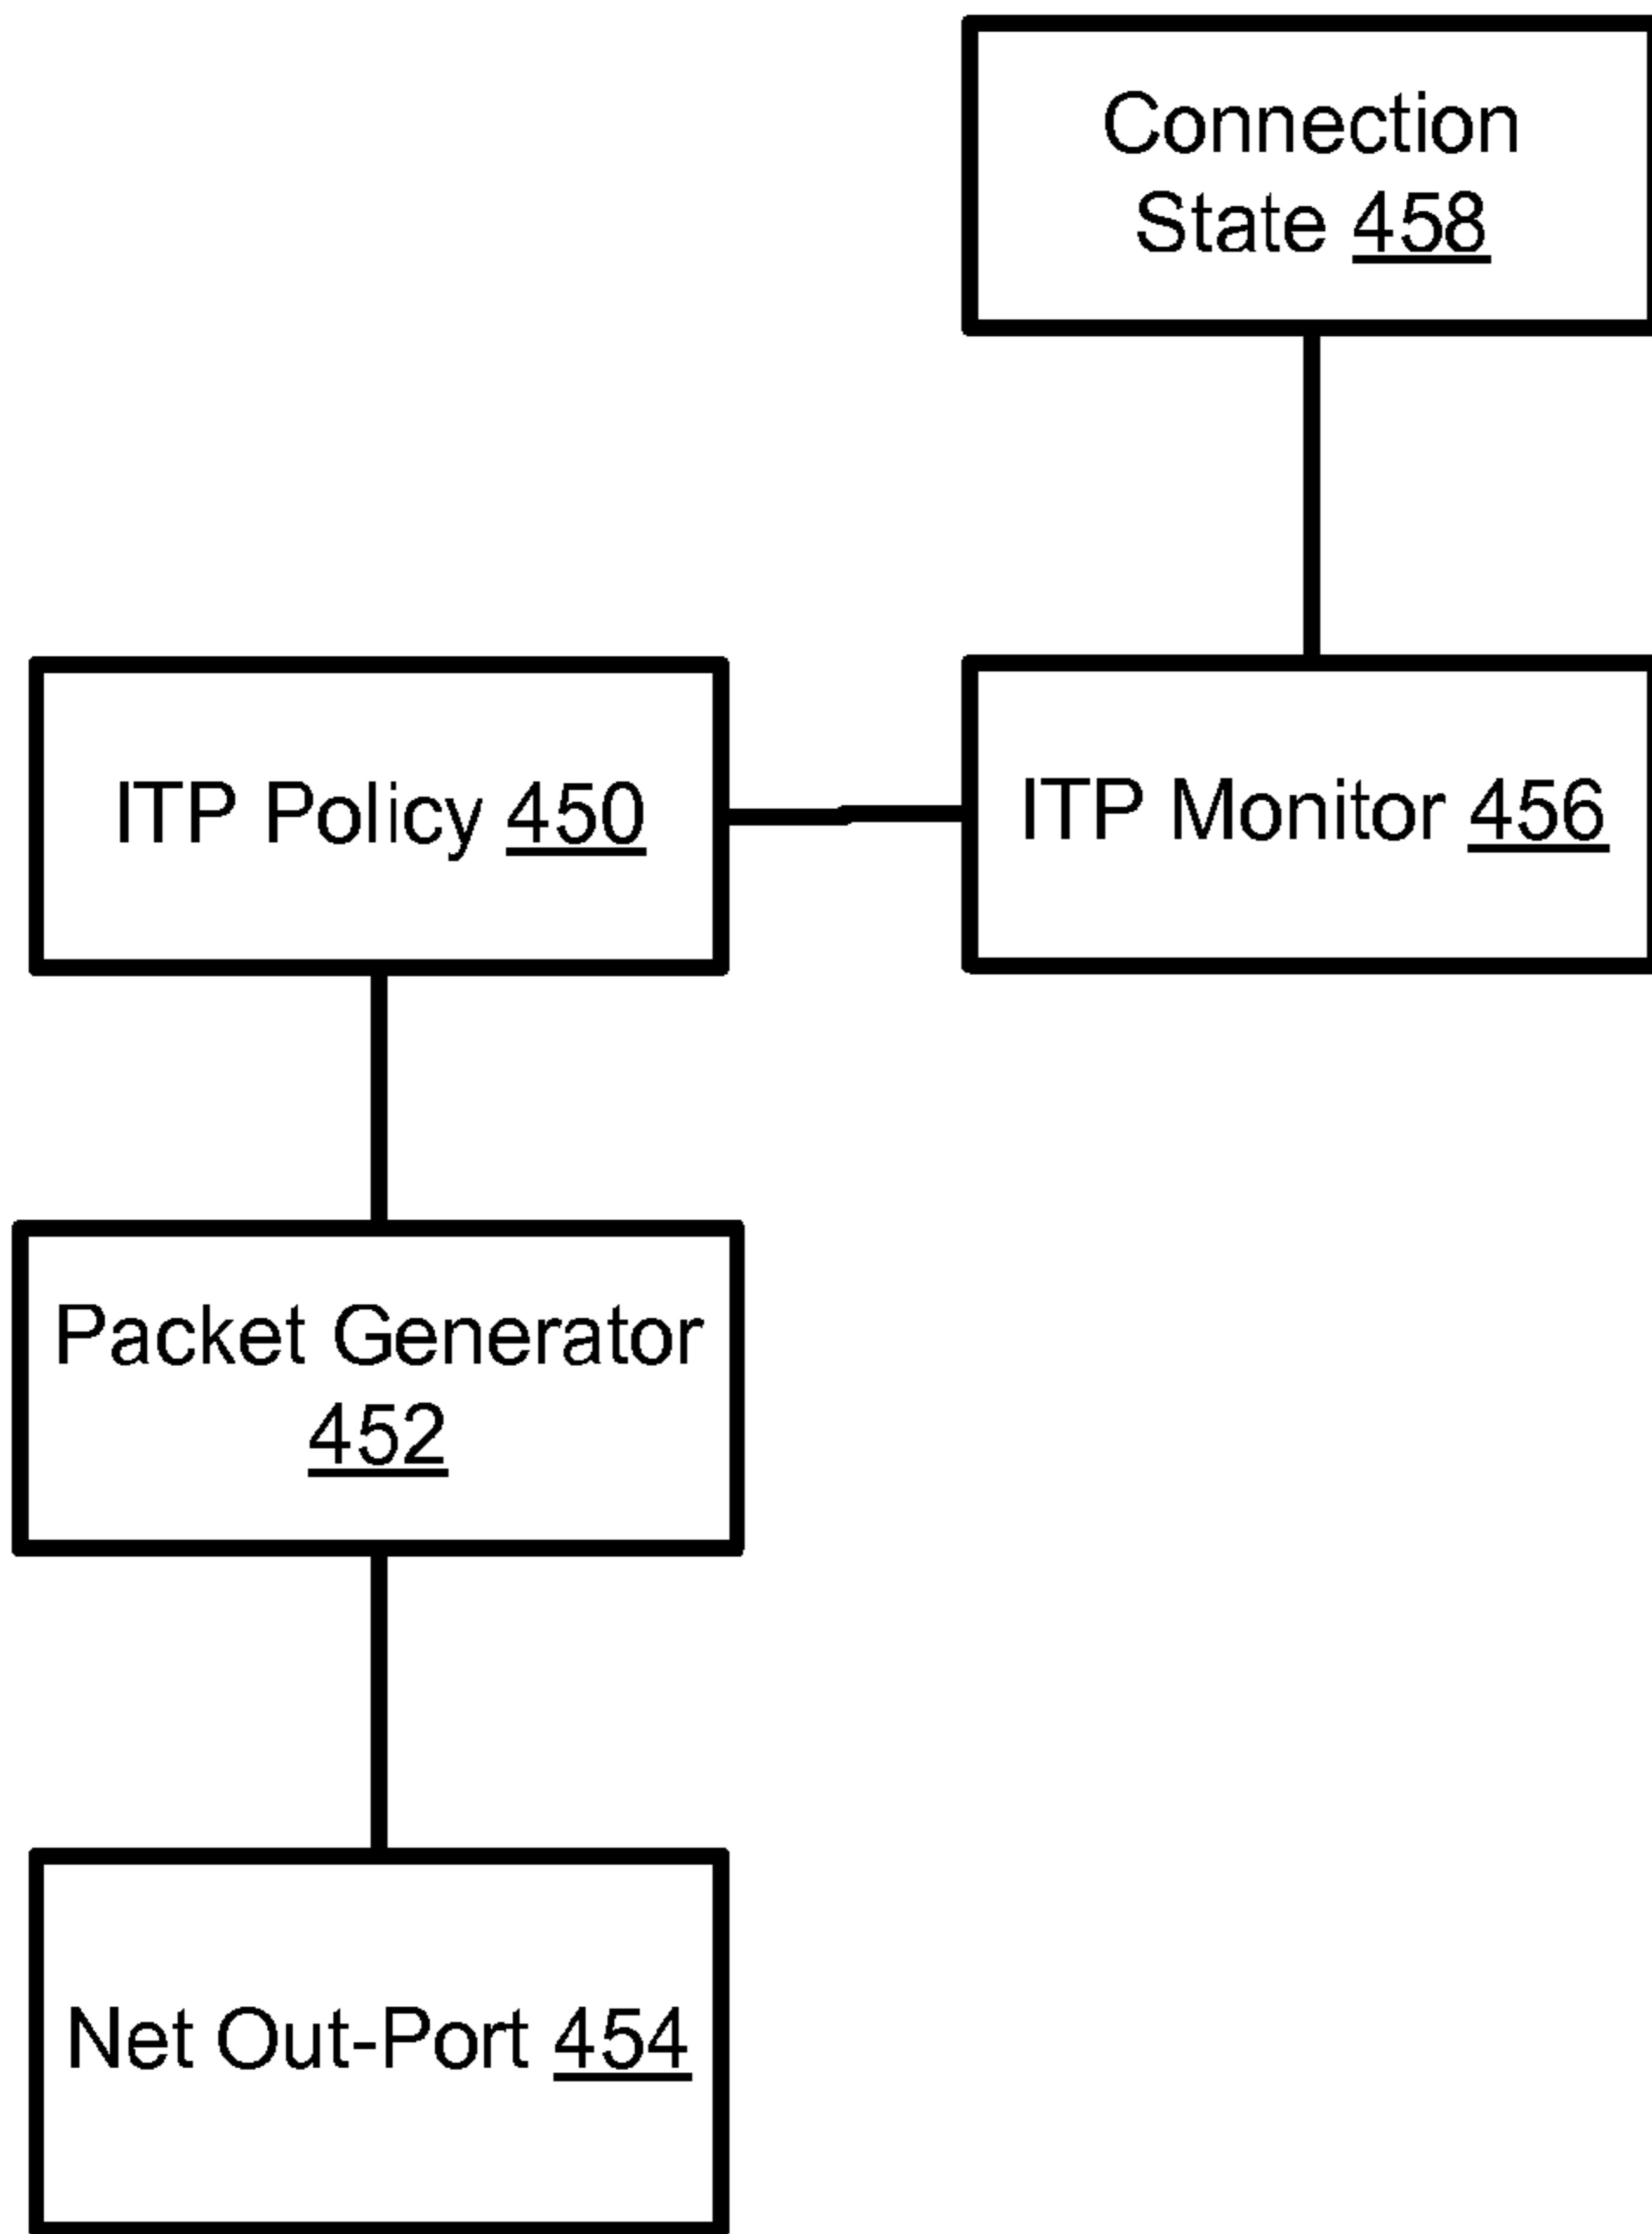 Connection
State 458
ITP Policy 450
ITP Monitor 456
Packet Generator
452
Net Out-Port 454